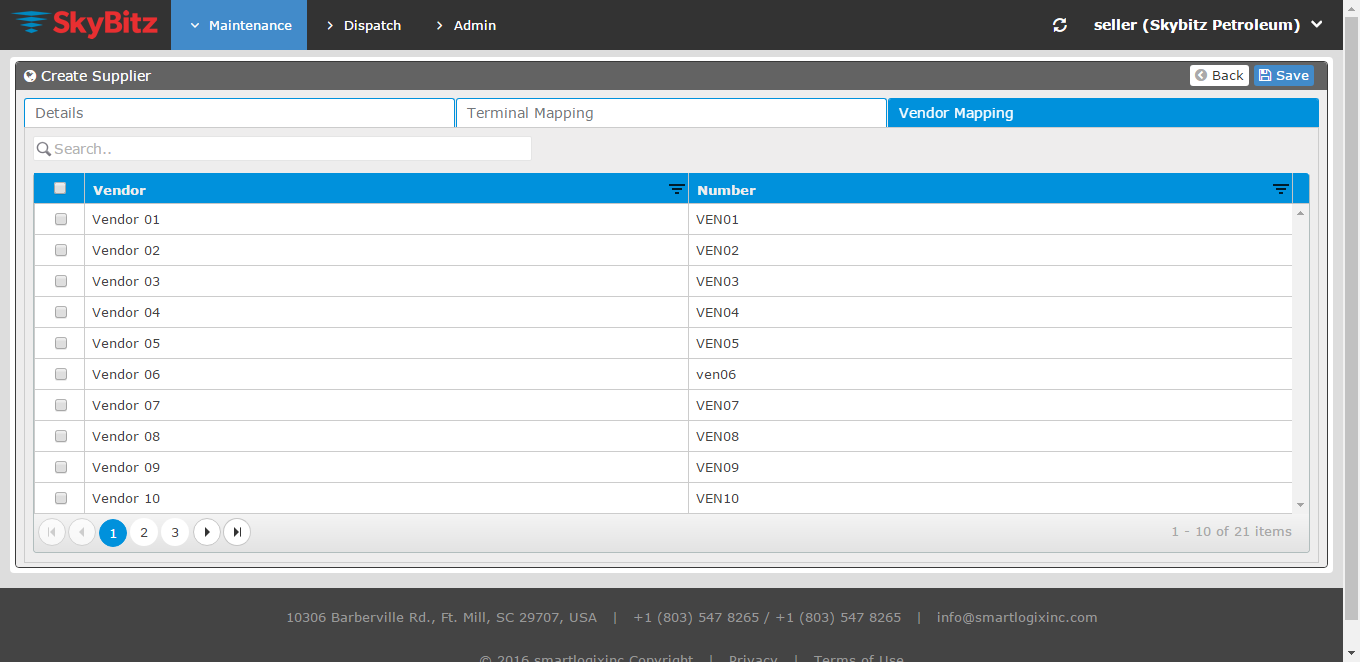 SkyBitz Maintenance Dispatch Admin seller (Skybitz Petroleum)
Create Supplier Back Save
Details Terminal Mapping Vendor Mapping
Search..
Vendor Number
Vendor 01 VEN01
Vendor 02 VEN02
Vendor 03 VEN03
Vendor 04 VEN04
Vendor 05 VEN05
Vendor 06 ven06
Vendor 07 VEN07
Vendor 08 VEN08
Vendor 09 VEN09
Vendor 10 VEN10
1 2 3 1 - 10 of 21 items
10306 Barberville Rd., Ft. Mill, SC 29707, USA | +1 (803) 547 8265 / +1 (803) 547 8265 | info@smartlogixinc.com
© 2016 smartlogixinc Copyright | Privacy | Terms of Use